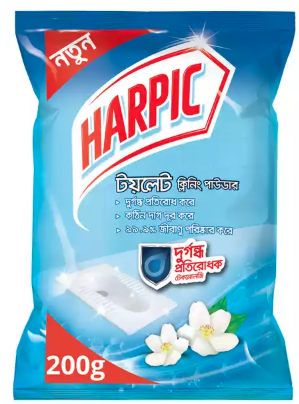 নতুন
HARPIC
টয়লেট ক্লিনিং পাউডার
দুর্গন্ধ প্রতিরোধ করে
কঠিন দাগ দূর করে
৯৯.৯% জীবাণু পরিষ্কার করে
দুর্গন্ধ
প্রতিরোধক
টেকনোলজি
200g